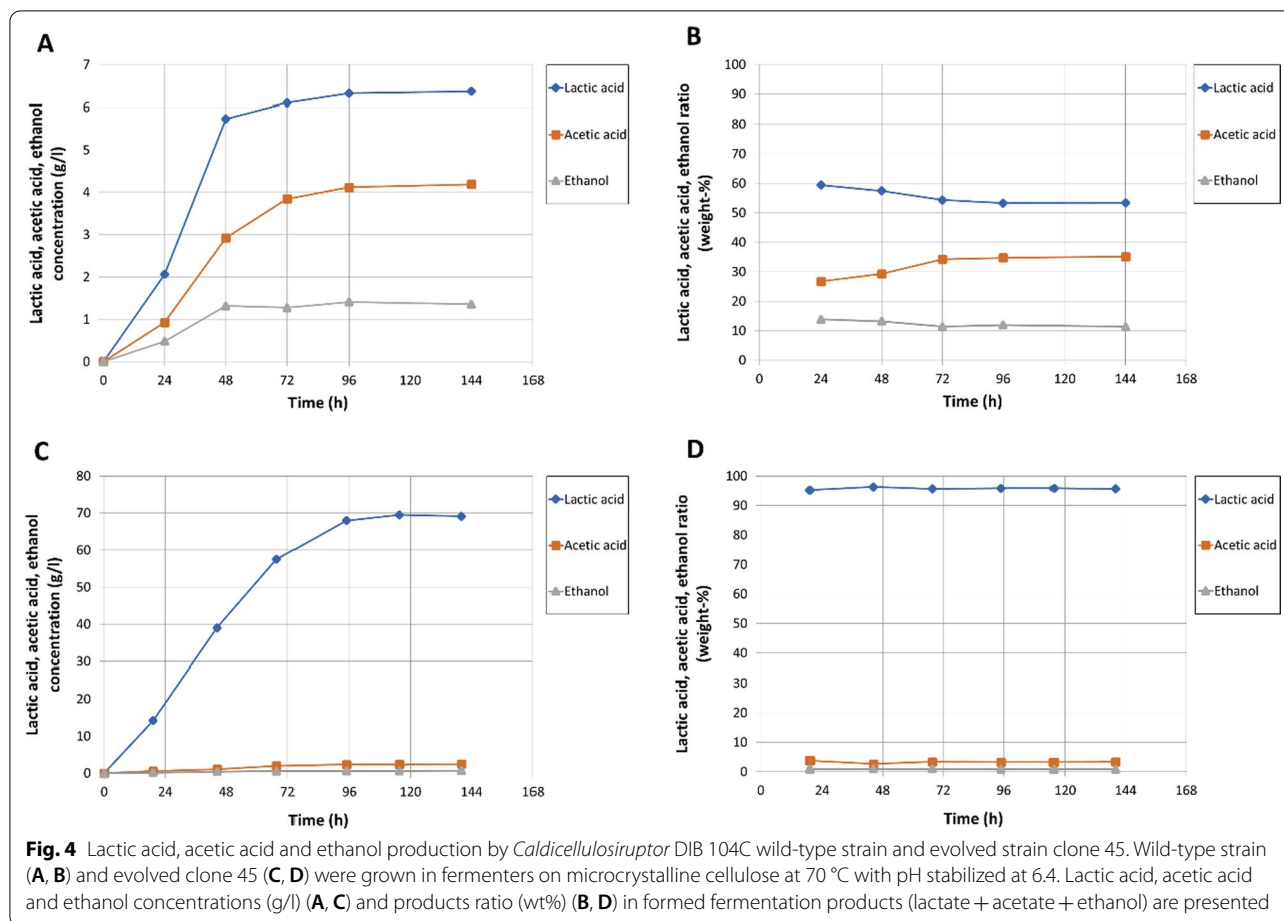 A
Lactic acid, acetic acid, ethanol
concentration (g/l)
7
6
5
4
3
2
1
0
0 24 48 72 96 120 144 168
Time (h)
Lactic acid
Acetic acid
Ethanol
B
Lactic acid, acetic acid, ethanol ratio
(weight-%)
100
90
80
70
60
50
40
30
20
10
0
0 24 48 72 96 120 144 168
Time (h)
Lactic acid
Acetic acid
Ethanol
C
Lactic acid, acetic acid, ethanol
concentration (g/l)
80
70
60
50
40
30
20
10
0
0 24 48 72 96 120 144 168
Time (h)
Lactic acid
Acetic acid
Ethanol
D
Lactic acid, acetic acid, ethanol ratio
(weight-%)
100
90
80
70
60
50
40
30
20
10
0
0 24 48 72 96 120 144 168
Time (h)
Lactic acid
Acetic acid
Ethanol
Fig. 4 Lactic acid, acetic acid and ethanol production by Caldicellulosiruptor DIB 104C wild-type strain and evolved strain clone 45. Wild-type strain
(A, B) and evolved clone 45 (C, D) were grown in fermenters on microcrystalline cellulose at 70 °C with pH stabilized at 6.4. Lactic acid, acetic acid
and ethanol concentrations (g/l) (A, C) and products ratio (wt%) (B, D) in formed fermentation products (lactate + acetate + ethanol) are presented